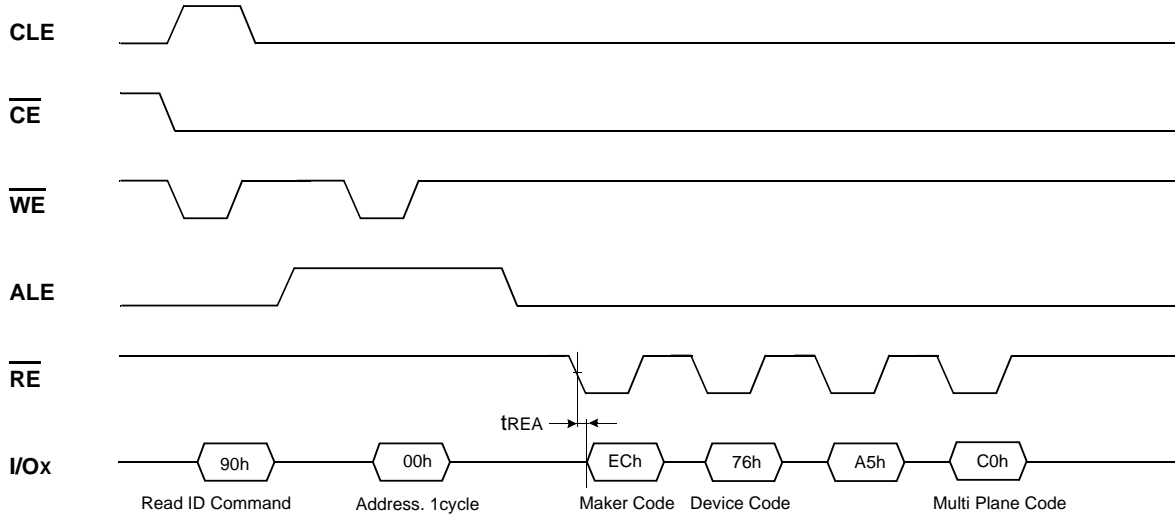 CLE
CE
WE
ALE
RE
tREA
I/Ox
90h
00h
ECh
76h
A5h
C0h
Read ID Command
Address. 1cycle
Maker Code
Device Code
Multi Plane Code